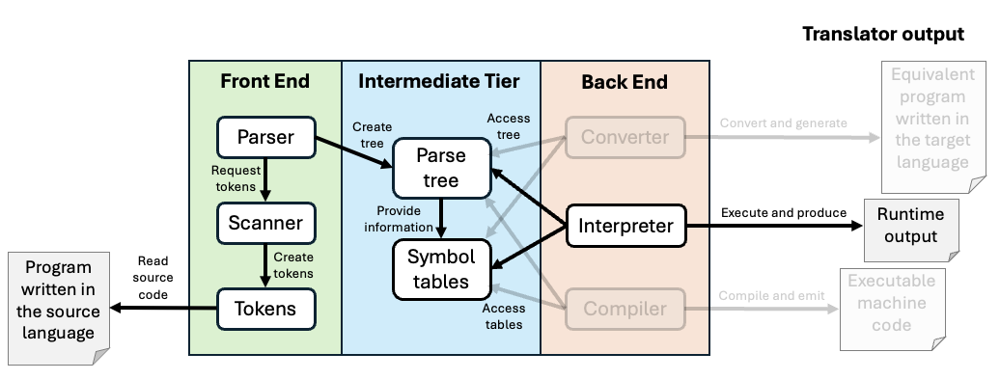 Translator output
Front End
Intermediate Tier
Back End
Parser
Request
tokens
Scanner
Create
tokens
Tokens
Read
source
code
Program
written in
the source
language
Create
tree
Parse
tree
Provide
information
Symbol
tables
Access
tree
Access
tables
Converter
Interpreter
Compiler
Convert and generate
Equivalent
program
written in
the target
language
Execute and produce
Runtime
output
Compile and emit
Executable
machine
code